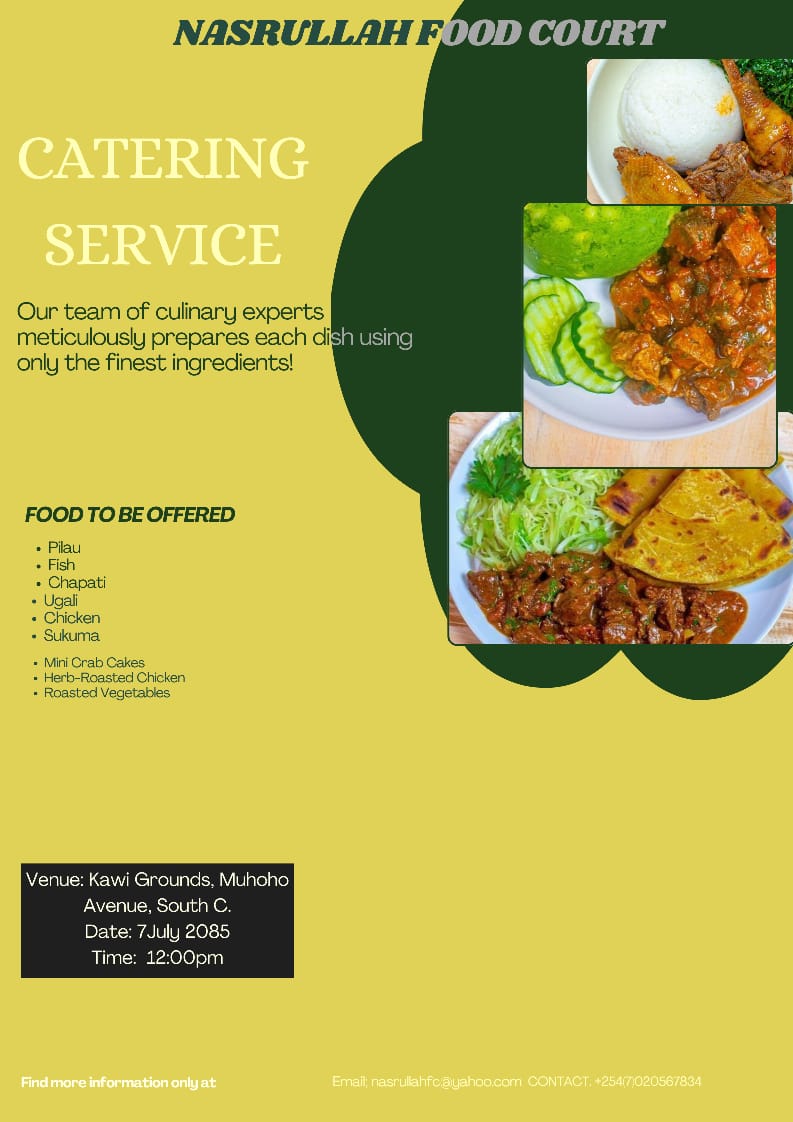 NASRULLAH FOOD COURT
CATERING
SERVICE
Our team of culinary experts
meticulously prepares each dish using
only the finest ingredients!
FOOD TO BE OFFERED
• Pilau
• Fish
• Chapati
• Ugali
• Chicken
• Sukuma
• Mini Crab Cakes
• Herb-Roasted Chicken
• Roasted Vegetables
Venue: Kawi Grounds, Muhoho
Avenue, South C.
Date: 7July 2085
Time: 12:00pm
Find more information only at
Email; nasrullahfc@yahoo.com CONTACT. +254(7)020567834